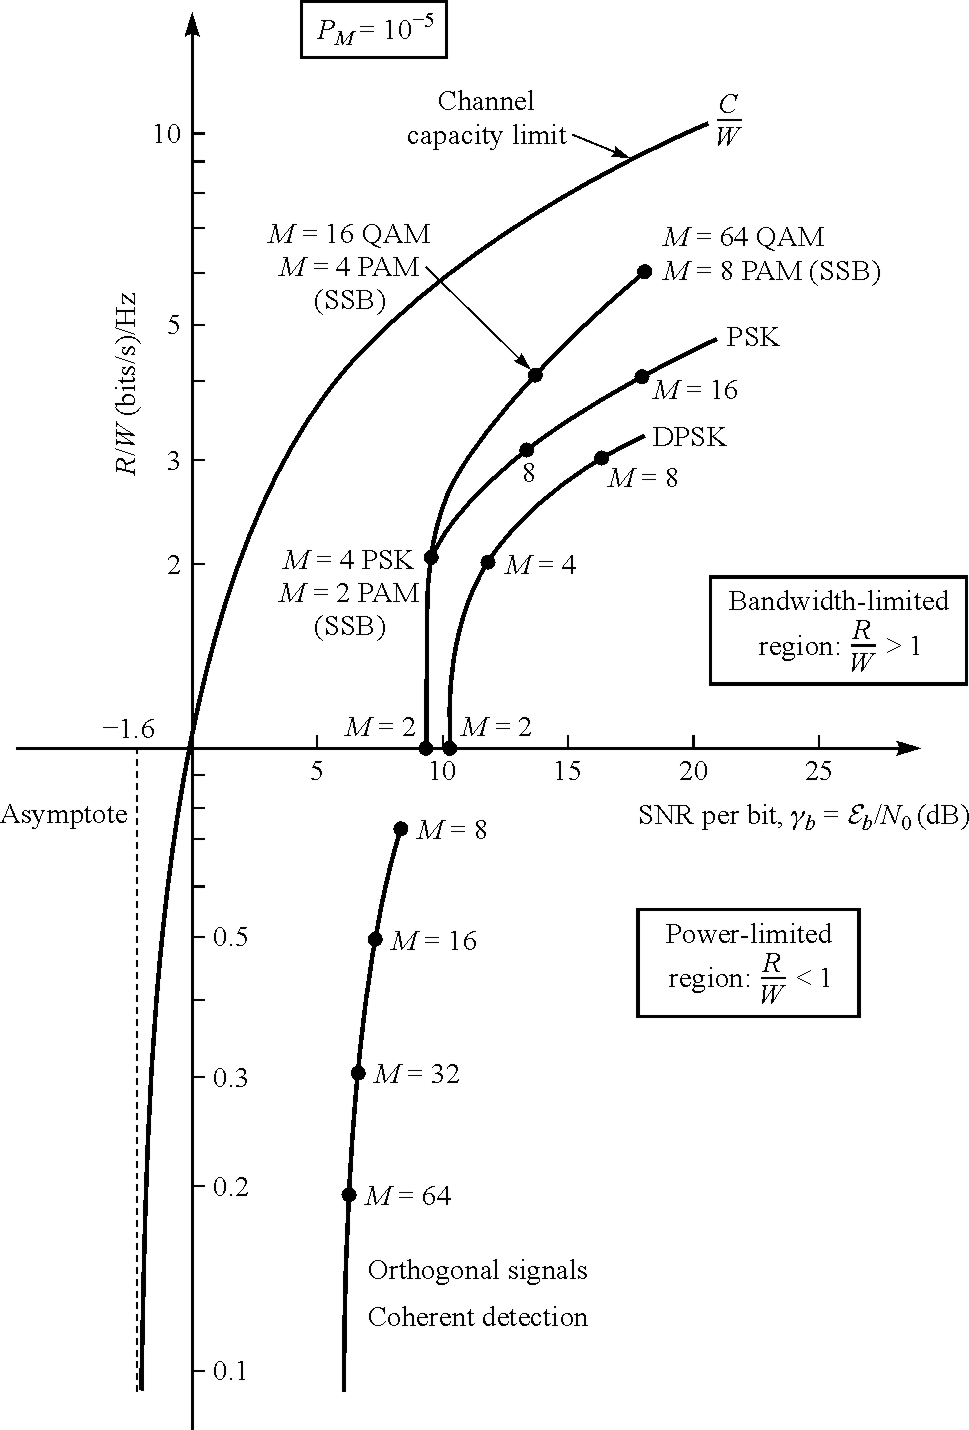 P_M = 10^−5
Channel
capacity limit
C/W
10
M = 16 QAM
M = 4 PAM
(SSB)
M = 64 QAM
M = 8 PAM (SSB)
R/W (bits/s)/Hz
5
PSK
M = 16
DPSK
3
8
M = 8
M = 4 PSK
M = 2 PAM
(SSB)
2
M = 4
Bandwidth-limited
region: R/W > 1
−1.6
M = 2
M = 2
5
10
15
20
25
Asymptote
SNR per bit, γ_b = ℰ_b/N_0 (dB)
M = 8
0.5
M = 16
Power-limited
region: R/W < 1
0.3
M = 32
0.2
M = 64
Orthogonal signals
Coherent detection
0.1